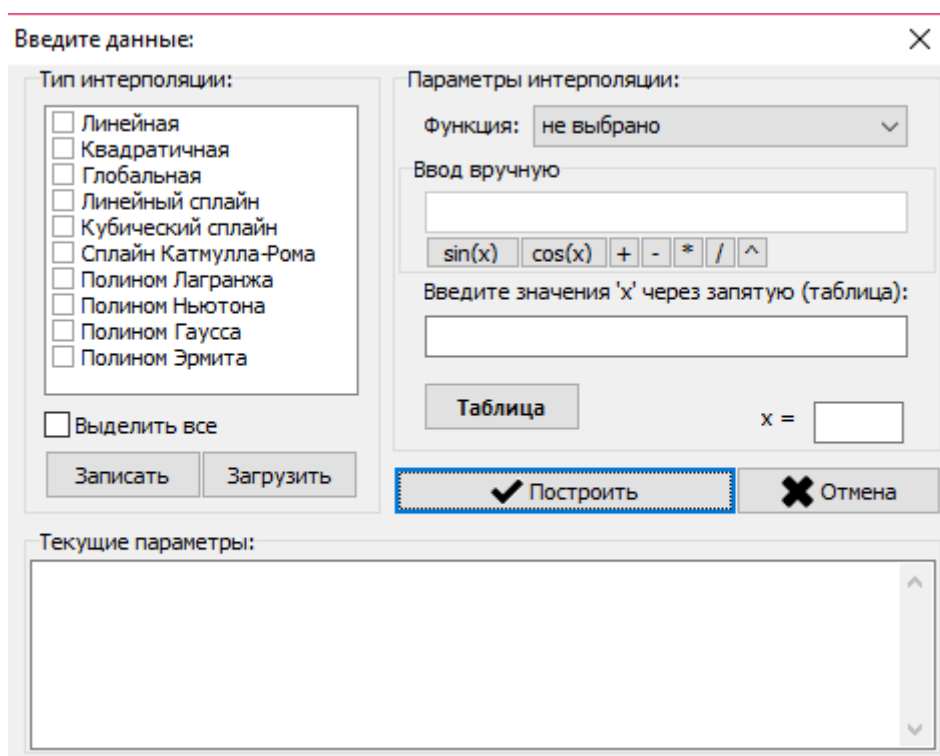 Введите данные:
Тип интерполяции:
Линейная
Квадратичная
Глобальная
Линейный сплайн
Кубический сплайн
Сплайн Катмулла-Рома
Полином Лагранжа
Полином Ньютона
Полином Гаусса
Полином Эрмита
Выделить все
Записать Загрузить
Параметры интерполяции:
Функция: не выбрано
Ввод вручную
sin(x) cos(x) + - * / ^
Введите значения 'x' через запятую (таблица):
Таблица x =
Построить Отмена
Текущие параметры: